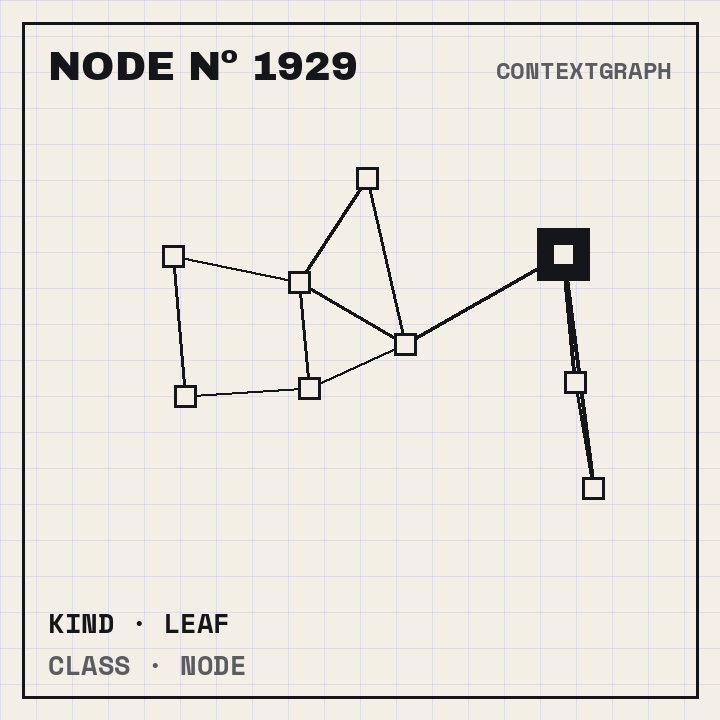 NODE Nº 1929
CONTEXTGRAPH
KIND · LEAF
CLASS · NODE